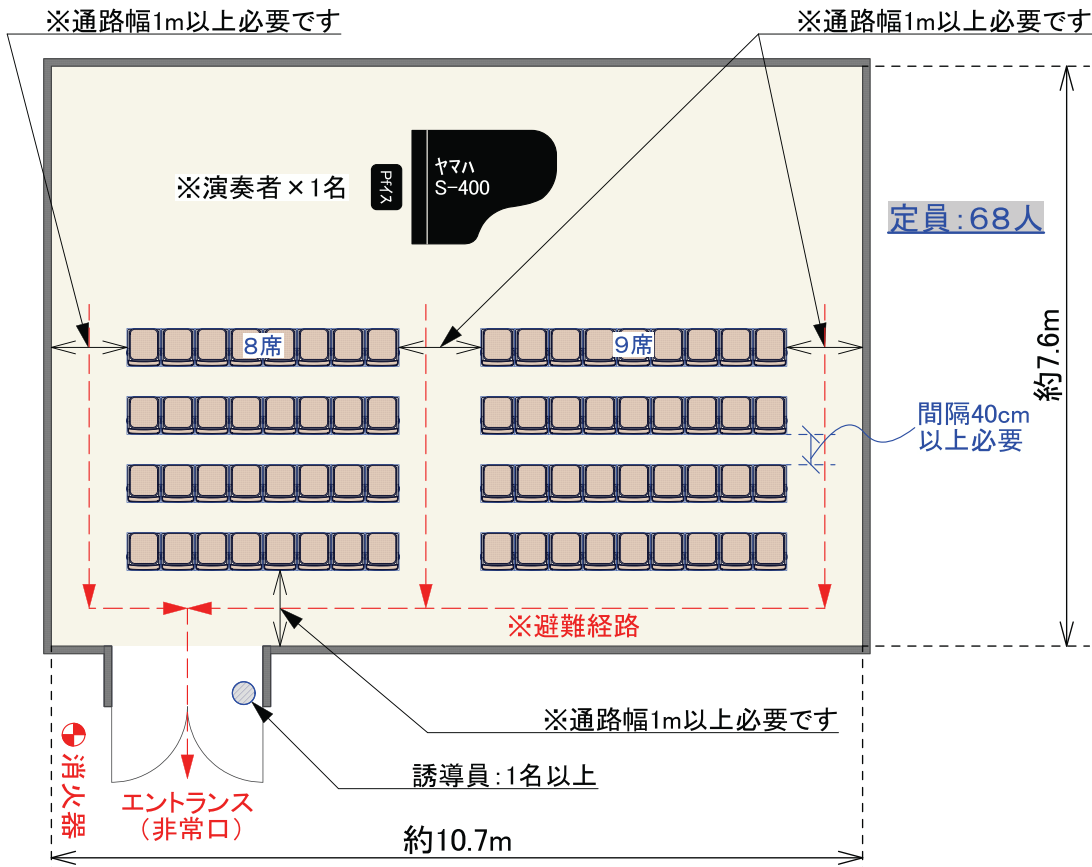 ※通路幅1m以上必要です
※通路幅1m以上必要です
ヤマハ
S-400
Pfイス
※演奏者×1名
定員:68人
8席
9席
約7.6m
間隔40cm
以上必要
※避難経路
※通路幅1m以上必要です
誘導員:1名以上
消火器
エントランス
(非常口)
約10.7m